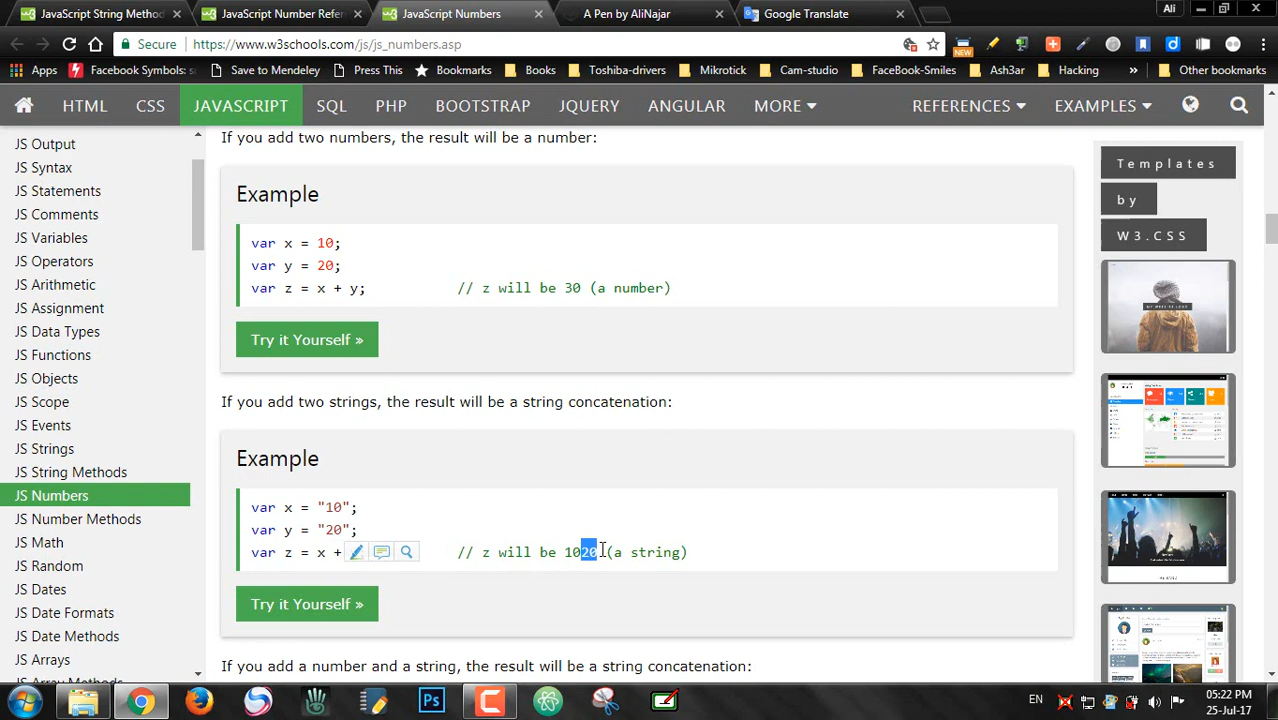 JavaScript String Method
JavaScript Number Refere
JavaScript Numbers
A Pen by AliNajar
Google Translate
Ali
Secure
https://www.w3schools.com/js/js_numbers.asp
NEW
Apps
Facebook Symbols: s
Save to Mendeley
Press This
Bookmarks
Books
Toshiba-drivers
Mikrotick
Cam-studio
FaceBook-Smiles
Ash3ar
Hacking
»
Other bookmarks
HTML
CSS
JAVASCRIPT
SQL
PHP
BOOTSTRAP
JQUERY
ANGULAR
MORE
REFERENCES
EXAMPLES
JS Output
JS Syntax
JS Statements
JS Comments
JS Variables
JS Operators
JS Arithmetic
JS Assignment
JS Data Types
JS Functions
JS Objects
JS Scope
JS Events
JS Strings
JS String Methods
JS Numbers
JS Number Methods
JS Math
JS Random
JS Dates
JS Date Formats
JS Date Methods
JS Arrays
If you add two numbers, the result will be a number:
Example
var x = 10;
var y = 20;
var z = x + y; // z will be 30 (a number)
Try it Yourself »
If you add two strings, the result will be a string concatenation:
Example
var x = "10";
var y = "20";
var z = x + // z will be 1020 (a string)
Try it Yourself »
If you add a number and a string, the result will be a string concatenation:
Templates
by
W3.CSS
Ps
EN
05:22 PM
25-Jul-17